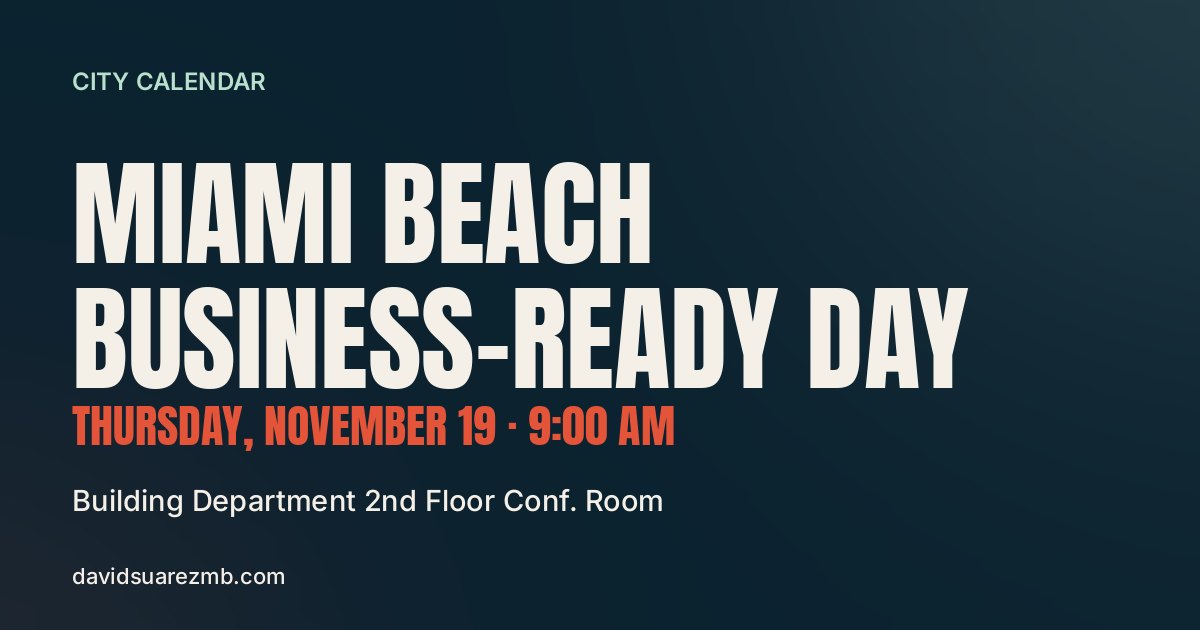 CITY CALENDAR
MIAMI BEACH
BUSINESS-READY DAY
THURSDAY, NOVEMBER 19 · 9:00 AM
Building Department 2nd Floor Conf. Room
davidsuarezmb.com